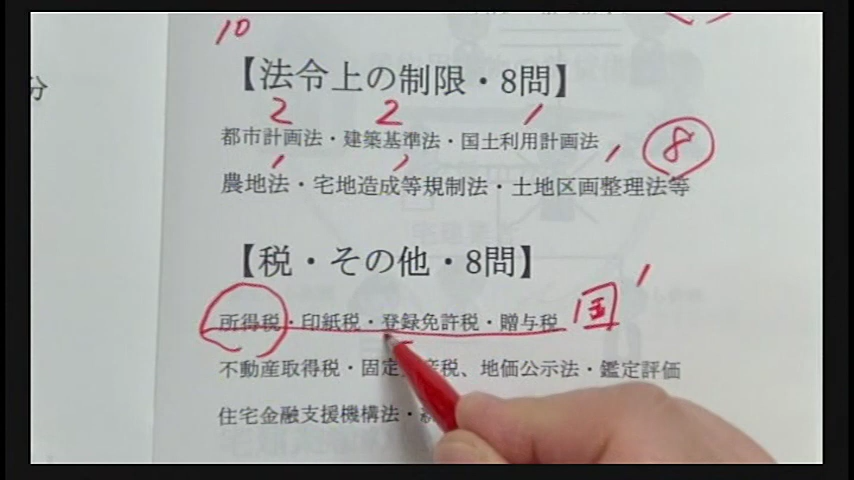 10
分
【法令上の制限・8問】
2 2 1
都市計画法・建築基準法・国土利用計画法
1 1 1 8
農地法・宅地造成等規制法・土地区画整理法等
【税・その他・8問】
所得税・印紙税・登録免許税・贈与税 国 1
不動産取得税・固定 産税、地価公示法・鑑定評価
住宅金融支援機構法・